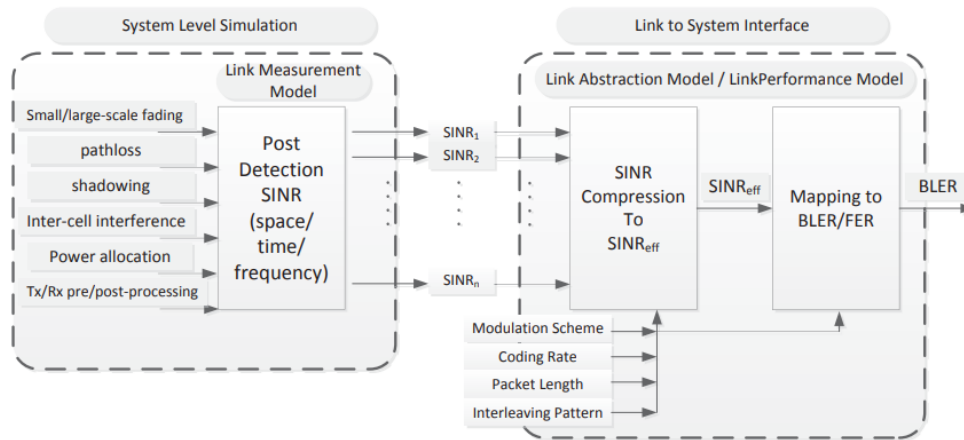 System Level Simulation
Link to System Interface
Link Measurement
Model
Link Abstraction Model / LinkPerformance Model
Small/large-scale fading
pathloss
shadowing
Inter-cell interference
Power allocation
Tx/Rx pre/post-processing
Post
Detection
SINR
(space/
time/
frequency)
SINR₁
SINR₂
SINRₙ
SINR
Compression
To
SINR_eff
SINR_eff
Mapping to
BLER/FER
BLER
Modulation Scheme
Coding Rate
Packet Length
Interleaving Pattern